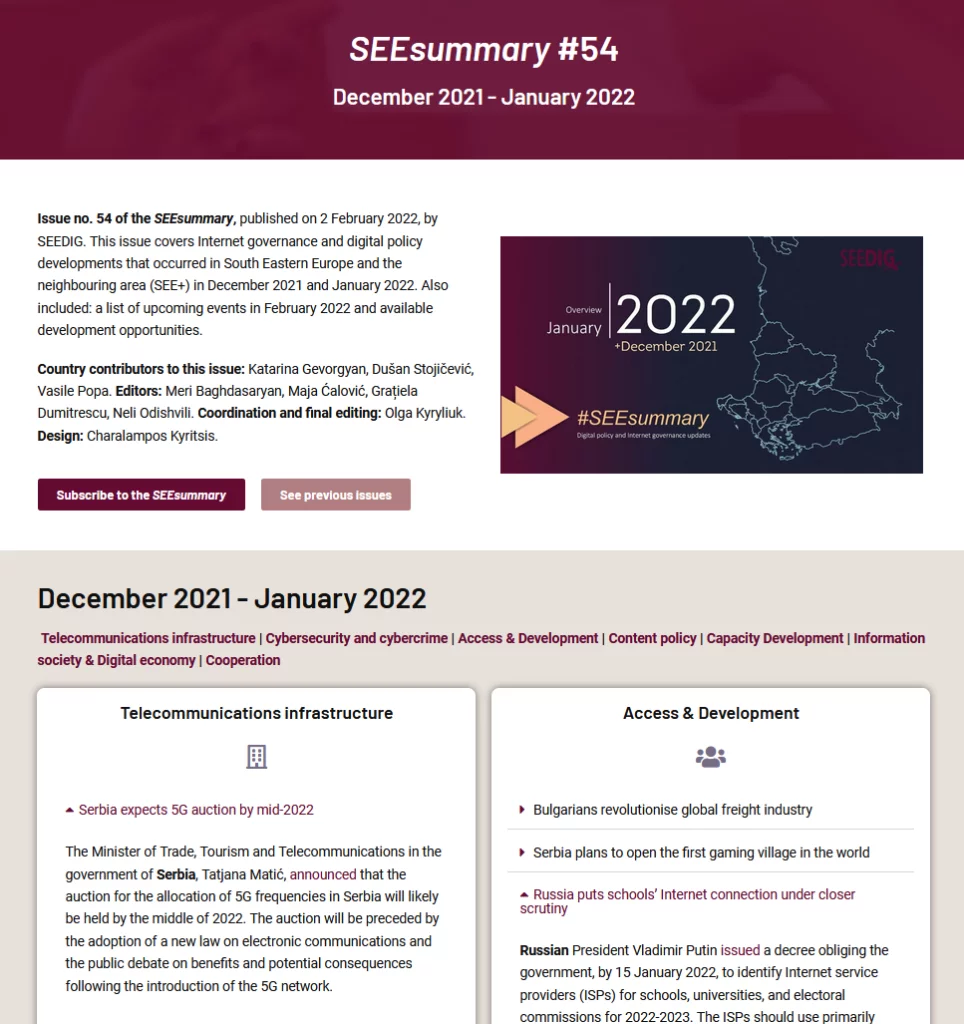 SEEsummary #54
December 2021 - January 2022
Issue no. 54 of the SEEsummary, published on 2 February 2022, by
SEEDIG. This issue covers Internet governance and digital policy
developments that occurred in South Eastern Europe and the
neighbouring area (SEE+) in December 2021 and January 2022. Also
included: a list of upcoming events in February 2022 and available
development opportunities.
Country contributors to this issue: Katarina Gevorgyan, Dušan Stojičević,
Vasile Popa. Editors: Meri Baghdasaryan, Maja Ćalović, Grațiela
Dumitrescu, Neli Odishvili. Coordination and final editing: Olga Kyryliuk.
Design: Charalampos Kyritsis.
Subscribe to the SEEsummary
See previous issues
SEEDIG
Overview
January
2022
+December 2021
#SEEsummary
Digital policy and Internet governance updates
December 2021 - January 2022
Telecommunications infrastructure | Cybersecurity and cybercrime | Access & Development | Content policy | Capacity Development | Information
society & Digital economy | Cooperation
Telecommunications infrastructure
Serbia expects 5G auction by mid-2022
The Minister of Trade, Tourism and Telecommunications in the
government of Serbia, Tatjana Matić, announced that the
auction for the allocation of 5G frequencies in Serbia will likely
be held by the middle of 2022. The auction will be preceded by
the adoption of a new law on electronic communications and
the public debate on benefits and potential consequences
following the introduction of the 5G network.
Access & Development
Bulgarians revolutionise global freight industry
Serbia plans to open the first gaming village in the world
Russia puts schools' Internet connection under closer
scrutiny
Russian President Vladimir Putin issued a decree obliging the
government, by 15 January 2022, to identify Internet service
providers (ISPs) for schools, universities, and electoral
commissions for 2022-2023. The ISPs should use primarily